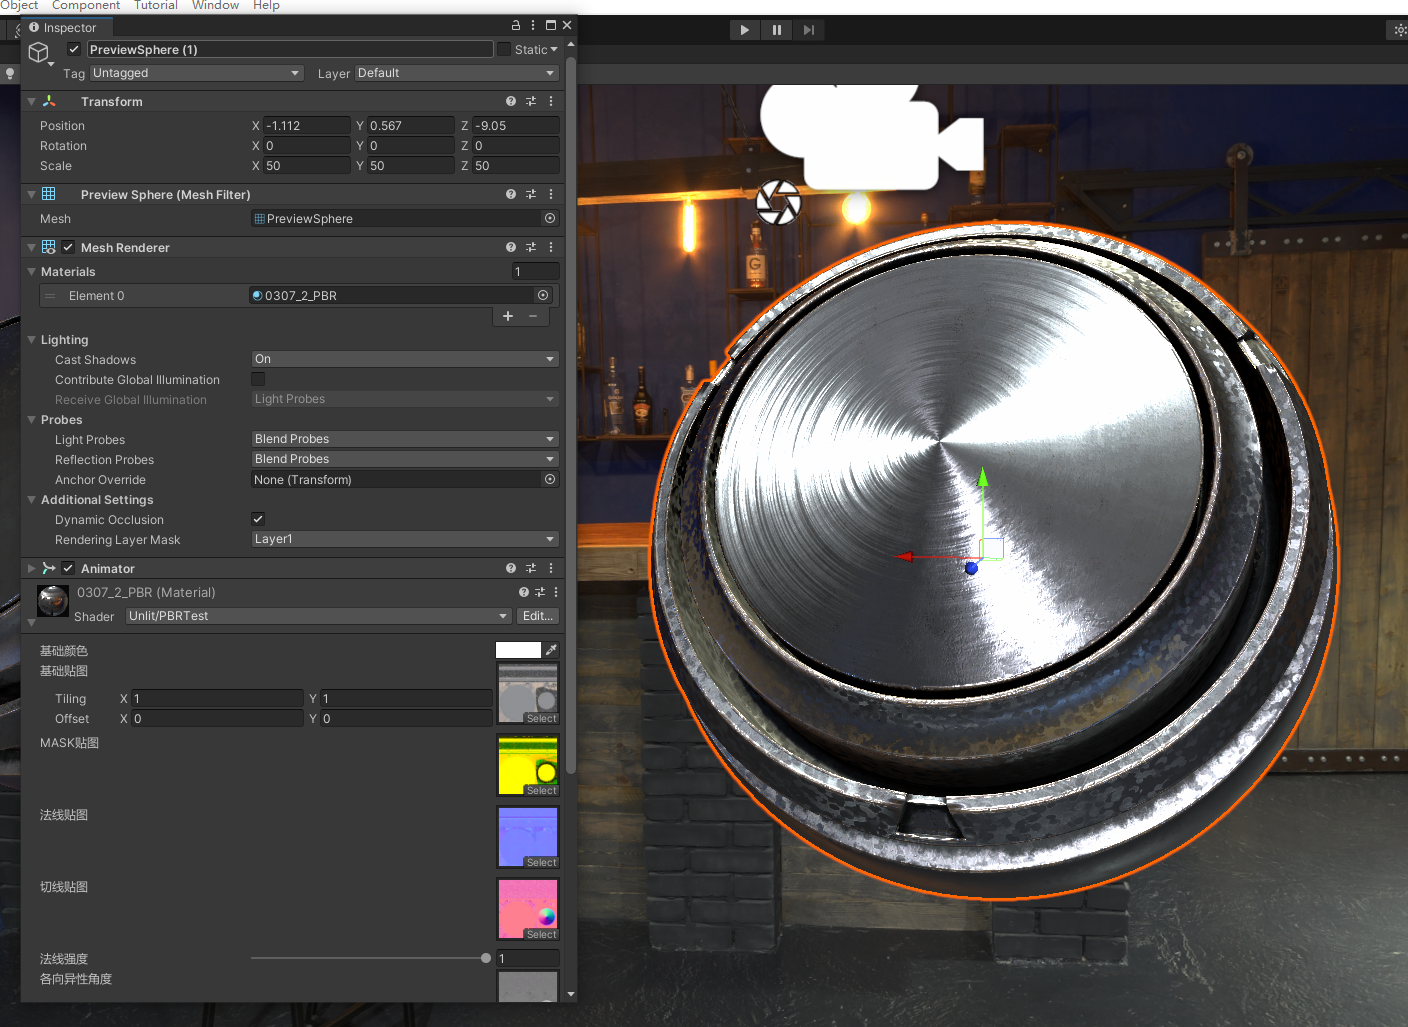 Object Component Tutorial Window Help
Inspector
PreviewSphere (1) Static
Tag Untagged Layer Default
Transform
Position X -1.112 Y 0.567 Z -9.05
Rotation X 0 Y 0 Z 0
Scale X 50 Y 50 Z 50
Preview Sphere (Mesh Filter)
Mesh PreviewSphere
Mesh Renderer
Materials 1
Element 0 0307_2_PBR
Lighting
Cast Shadows On
Contribute Global Illumination
Receive Global Illumination Light Probes
Probes
Light Probes Blend Probes
Reflection Probes Blend Probes
Anchor Override None (Transform)
Additional Settings
Dynamic Occlusion
Rendering Layer Mask Layer1
Animator
0307_2_PBR (Material)
Shader Unlit/PBRTest Edit...
基础颜色
基础贴图
Tiling X 1 Y 1
Offset X 0 Y 0 Select
MASK贴图
Select
法线贴图
Select
切线贴图
Select
法线强度 1
各向异性角度